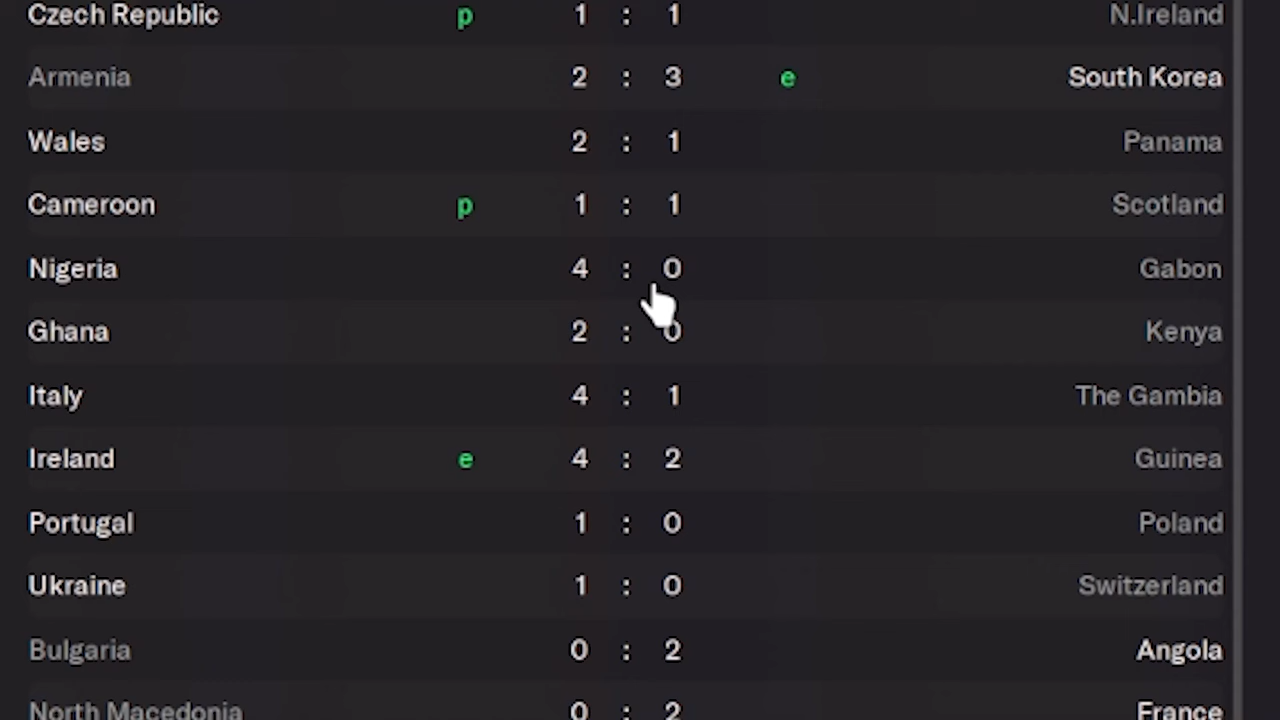 Czech Republic p 1 : 1 N.Ireland
Armenia 2 : 3 e South Korea
Wales 2 : 1 Panama
Cameroon p 1 : 1 Scotland
Nigeria 4 : 0 Gabon
Ghana 2 : 0 Kenya
Italy 4 : 1 The Gambia
Ireland e 4 : 2 Guinea
Portugal 1 : 0 Poland
Ukraine 1 : 0 Switzerland
Bulgaria 0 : 2 Angola
North Macedonia 0 : 2 France